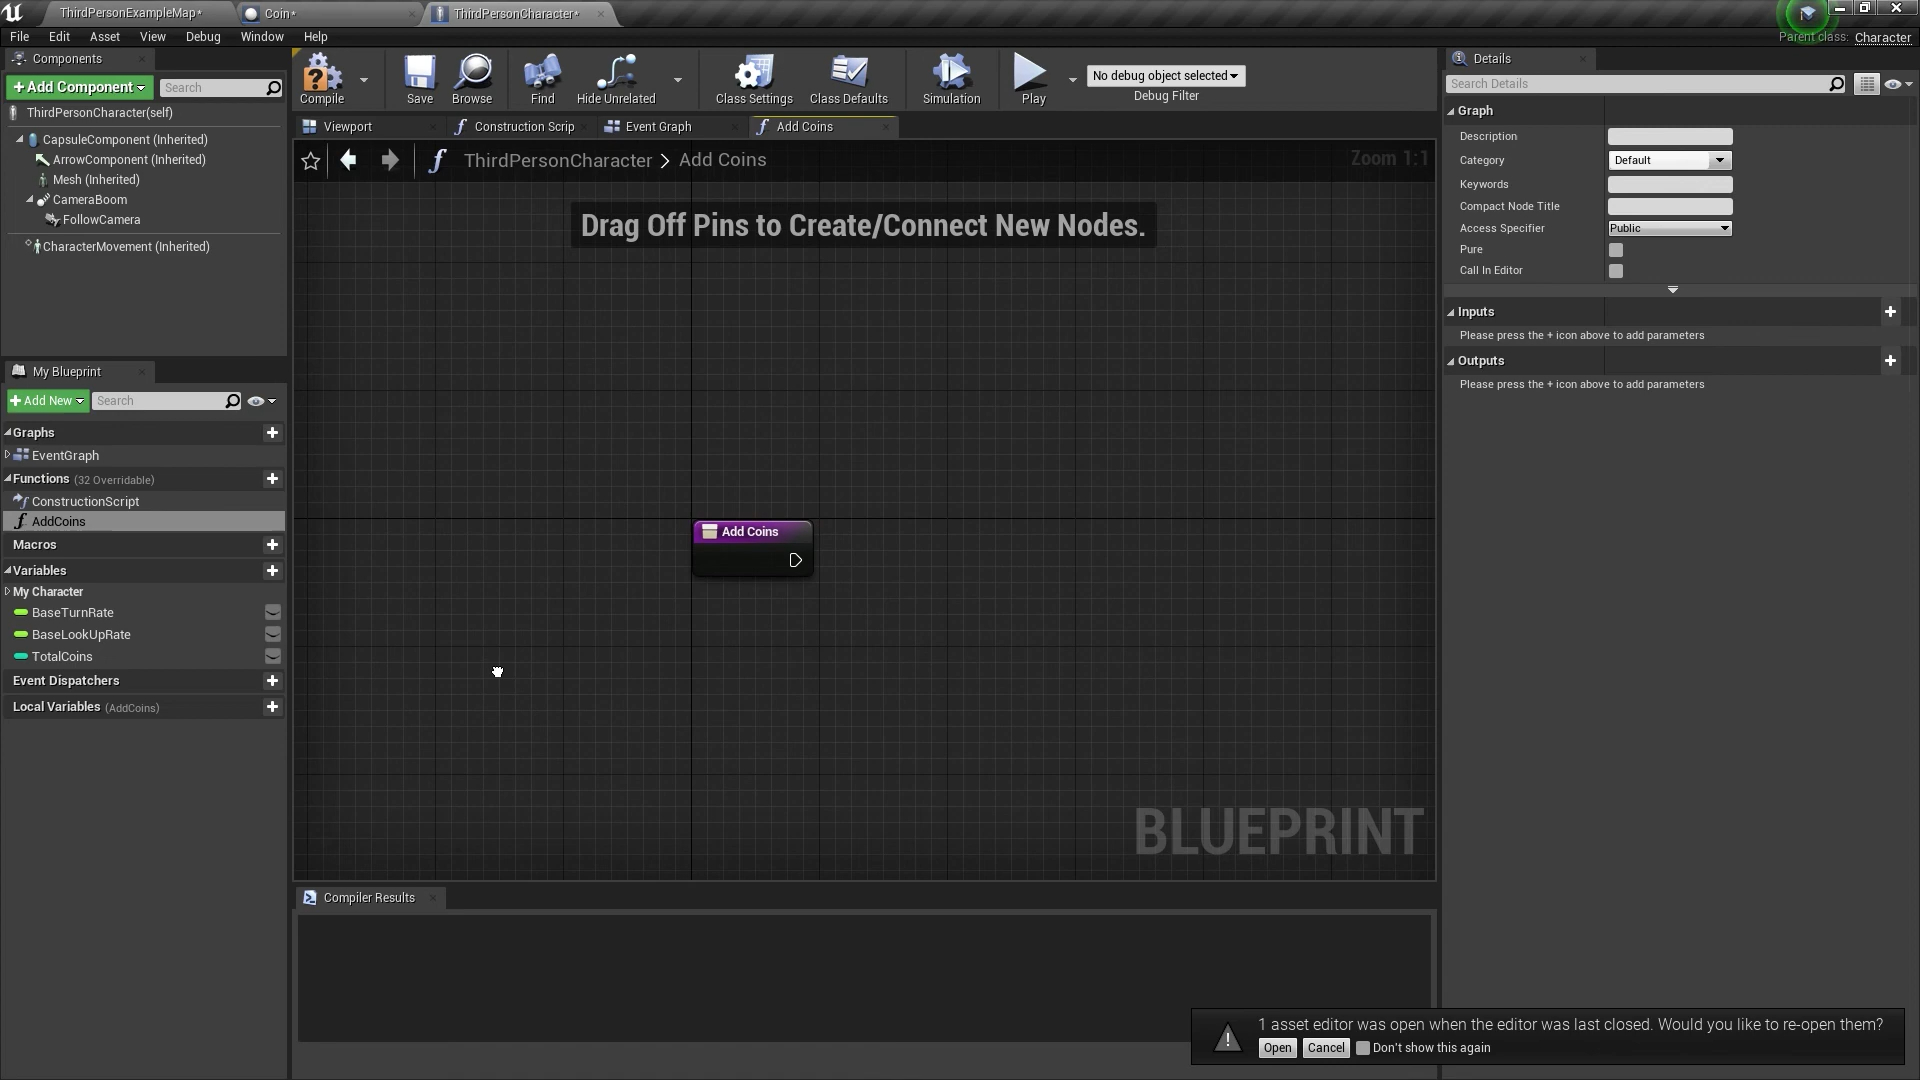 ThirdPersonExampleMap*
Coin*
ThirdPersonCharacter*
File Edit Asset View Debug Window Help
Parent class: Character
Components
+ Add Component
Search
ThirdPersonCharacter(self)
CapsuleComponent (Inherited)
ArrowComponent (Inherited)
Mesh (Inherited)
CameraBoom
FollowCamera
CharacterMovement (Inherited)
My Blueprint
+ Add New
Search
Graphs
EventGraph
Functions (32 Overridable)
ConstructionScript
AddCoins
Macros
Variables
My Character
BaseTurnRate
BaseLookUpRate
TotalCoins
Event Dispatchers
Local Variables (AddCoins)
Compile
Save
Browse
Find
Hide Unrelated
Class Settings
Class Defaults
Simulation
Play
No debug object selected
Debug Filter
Viewport
Construction Scrip
Event Graph
Add Coins
ThirdPersonCharacter > Add Coins
Zoom 1:1
Drag Off Pins to Create/Connect New Nodes.
Add Coins
BLUEPRINT
Compiler Results
Details
Search Details
Graph
Description
Category Default
Keywords
Compact Node Title
Access Specifier Public
Pure
Call In Editor
Inputs
Please press the + icon above to add parameters
Outputs
Please press the + icon above to add parameters
1 asset editor was open when the editor was last closed. Would you like to re-open them?
Open Cancel Don't show this again